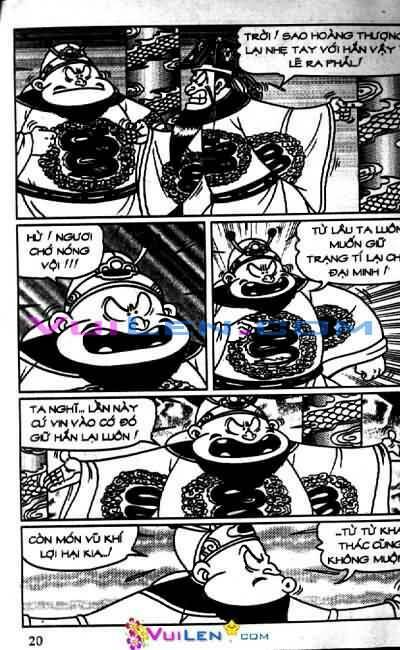 TRỜI! SAO HOÀNG THƯỢNG
LẠI NHẸ TAY VỚI HẮN VẬY
LẼ RA PHẢI
HỪ! NGƯƠI
CHỚ NÓNG
VỘI!!!
TỪ LÂU TA LUÔN
MUỐN GIỮ
TRẠNG TÍ LẠI CH
ĐẠI MINH!
VUILEN.COM
TA NGHĨ... LẦN NÀY
CỨ VIN VÀO CỚ ĐÓ
GIỮ HẮN LẠI LUÔN!
CÒN MÓN VŨ KHÍ
LỢI HẠI KIA..!
...TỪ TỪ KHA
THÁC CŨNG
KHÔNG MUỘN
20
VUILEN.COM